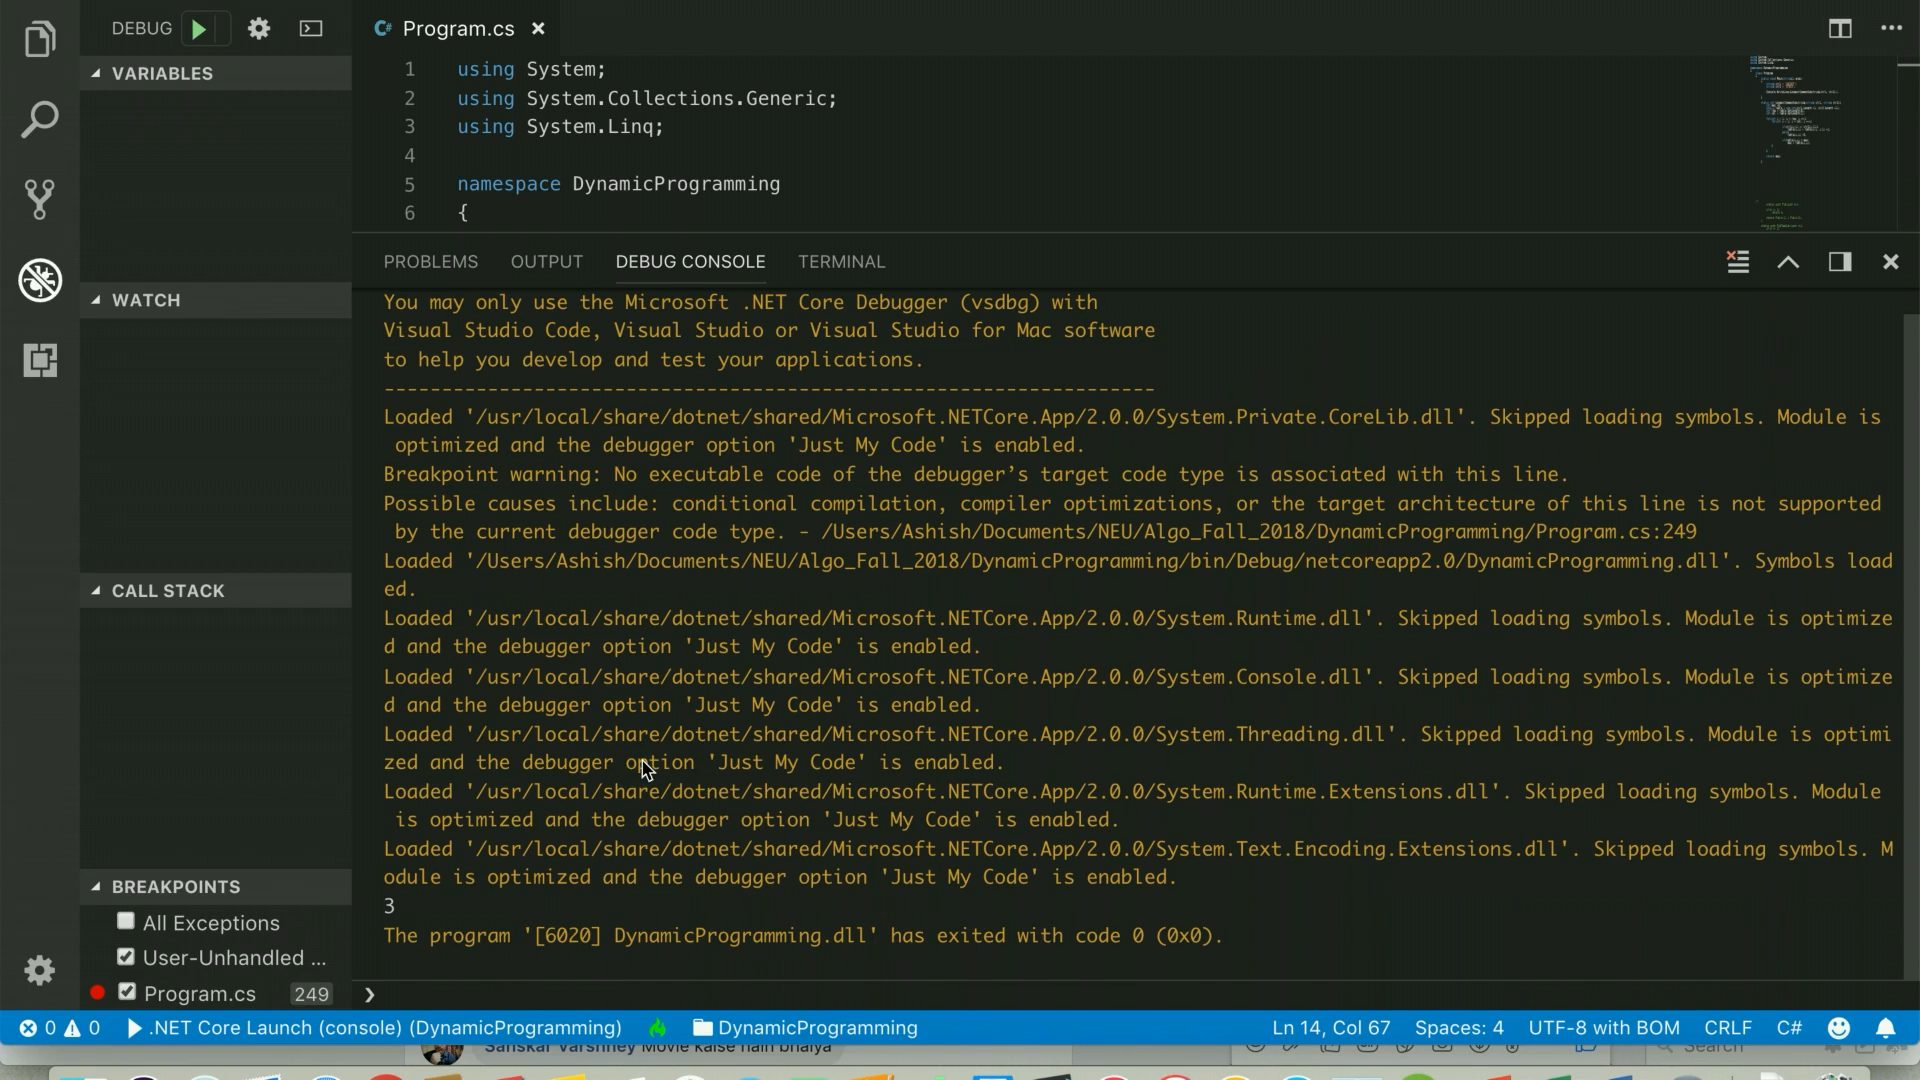 DEBUG
Program.cs
VARIABLES
WATCH
CALL STACK
BREAKPOINTS
All Exceptions
User-Unhandled ...
Program.cs 249
1 using System;
2 using System.Collections.Generic;
3 using System.Linq;
4
5 namespace DynamicProgramming
6 {
PROBLEMS OUTPUT DEBUG CONSOLE TERMINAL
You may only use the Microsoft .NET Core Debugger (vsdbg) with
Visual Studio Code, Visual Studio or Visual Studio for Mac software
to help you develop and test your applications.
-------------------------------------------------------------------
Loaded '/usr/local/share/dotnet/shared/Microsoft.NETCore.App/2.0.0/System.Private.CoreLib.dll'. Skipped loading symbols. Module is
optimized and the debugger option 'Just My Code' is enabled.
Breakpoint warning: No executable code of the debugger’s target code type is associated with this line.
Possible causes include: conditional compilation, compiler optimizations, or the target architecture of this line is not supported
by the current debugger code type. - /Users/Ashish/Documents/NEU/Algo_Fall_2018/DynamicProgramming/Program.cs:249
Loaded '/Users/Ashish/Documents/NEU/Algo_Fall_2018/DynamicProgramming/bin/Debug/netcoreapp2.0/DynamicProgramming.dll'. Symbols load
ed.
Loaded '/usr/local/share/dotnet/shared/Microsoft.NETCore.App/2.0.0/System.Runtime.dll'. Skipped loading symbols. Module is optimize
d and the debugger option 'Just My Code' is enabled.
Loaded '/usr/local/share/dotnet/shared/Microsoft.NETCore.App/2.0.0/System.Console.dll'. Skipped loading symbols. Module is optimize
d and the debugger option 'Just My Code' is enabled.
Loaded '/usr/local/share/dotnet/shared/Microsoft.NETCore.App/2.0.0/System.Threading.dll'. Skipped loading symbols. Module is optimi
zed and the debugger option 'Just My Code' is enabled.
Loaded '/usr/local/share/dotnet/shared/Microsoft.NETCore.App/2.0.0/System.Runtime.Extensions.dll'. Skipped loading symbols. Module
is optimized and the debugger option 'Just My Code' is enabled.
Loaded '/usr/local/share/dotnet/shared/Microsoft.NETCore.App/2.0.0/System.Text.Encoding.Extensions.dll'. Skipped loading symbols. M
odule is optimized and the debugger option 'Just My Code' is enabled.
3
The program '[6020] DynamicProgramming.dll' has exited with code 0 (0x0).
0 0 .NET Core Launch (console) (DynamicProgramming) DynamicProgramming Ln 14, Col 67 Spaces: 4 UTF-8 with BOM CRLF C#
Sanskar Varshney Movie kaise hain bhaiya
Search